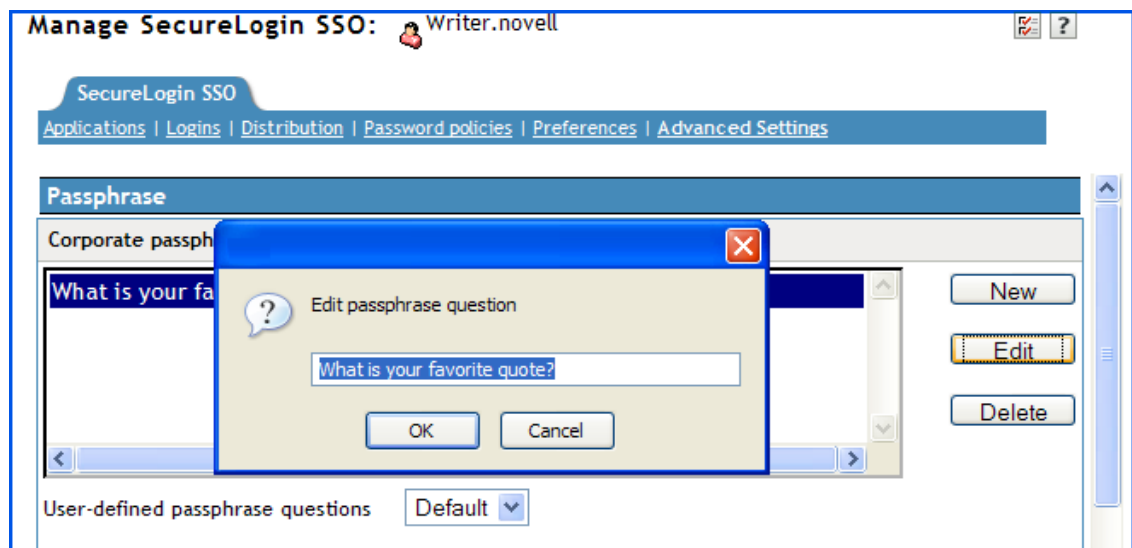 Manage SecureLogin SSO: Writer.novell
?
SecureLogin SSO
Applications | Logins | Distribution | Password policies | Preferences | Advanced Settings
Passphrase
Corporate passph
What is your fa
New
?
Edit passphrase question
Edit
What is your favorite quote?
Delete
OK Cancel
User-defined passphrase questions Default